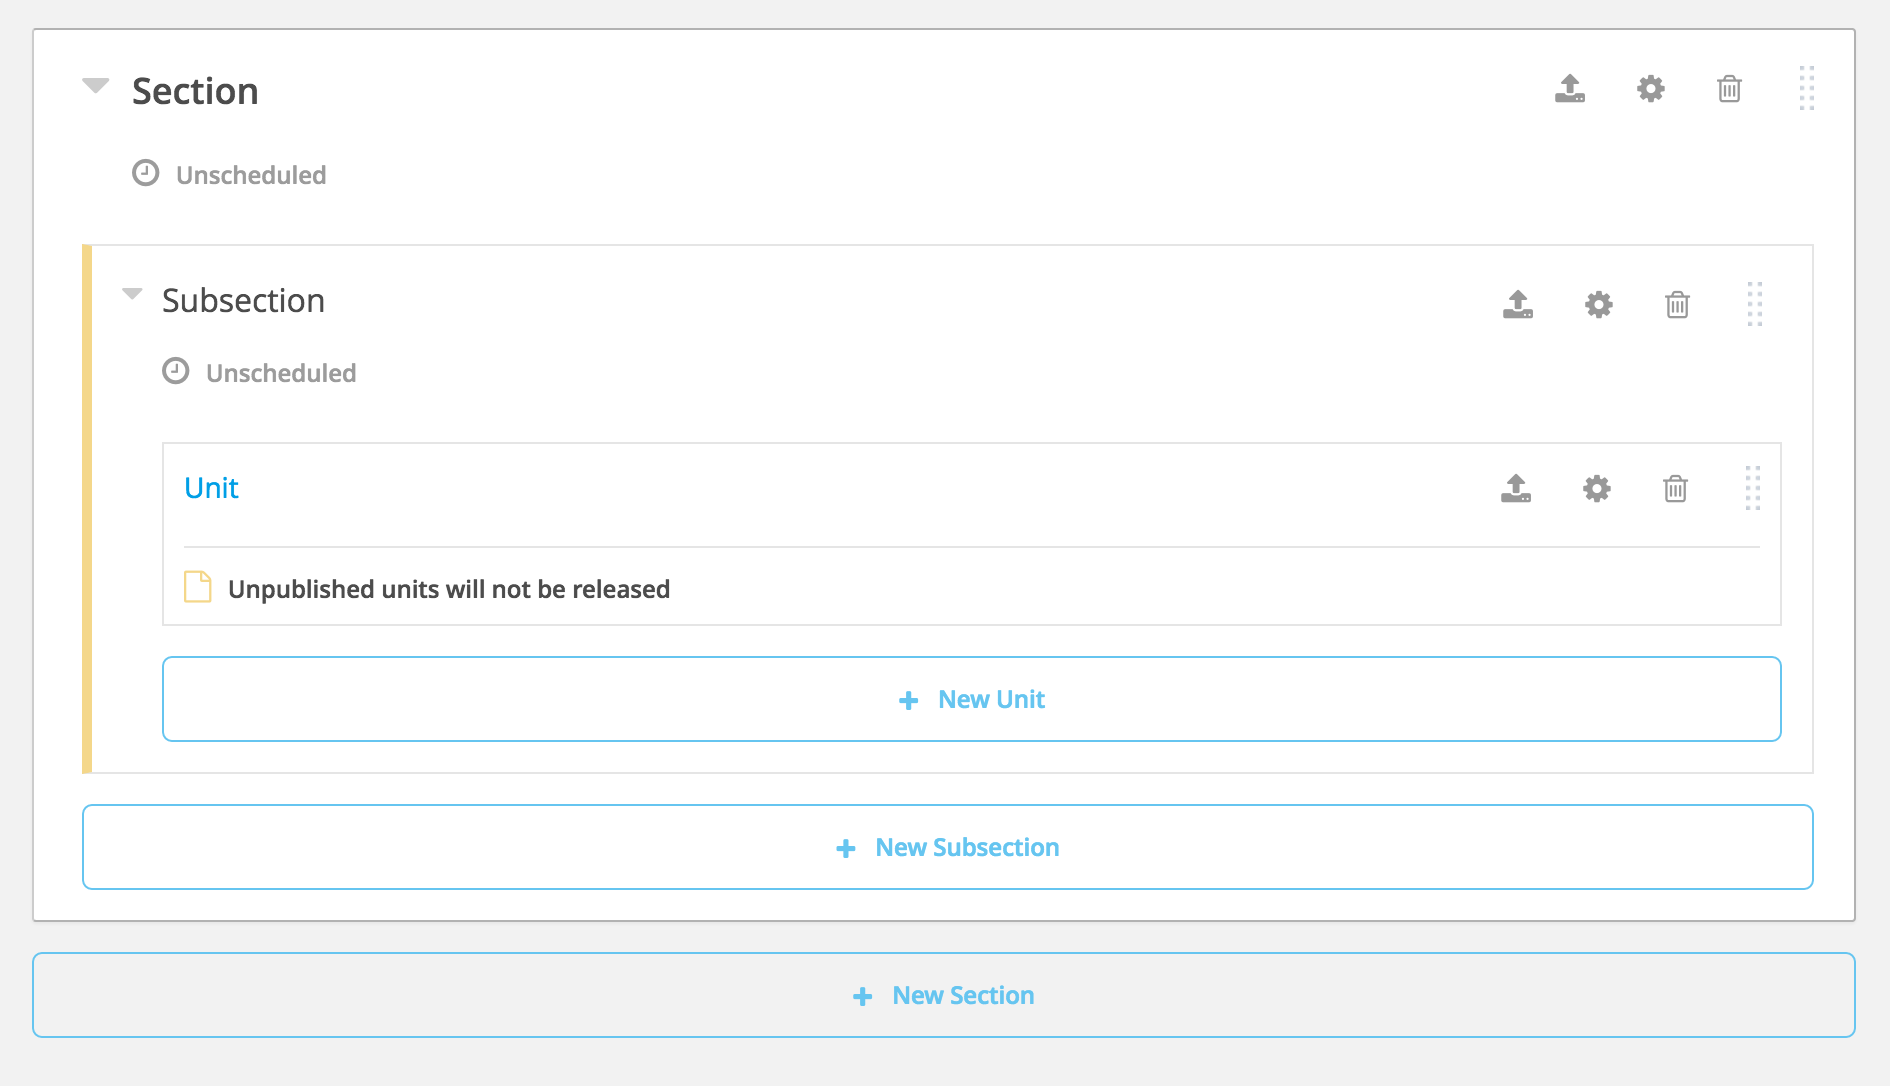 Section
Unscheduled
Subsection
Unscheduled
Unit
Unpublished units will not be released
+ New Unit
+ New Subsection
+ New Section